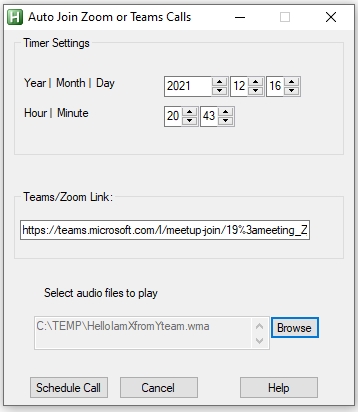 H Auto Join Zoom or Teams Calls
Timer Settings
Year | Month | Day 2021 12 16
Hour | Minute 20 43
Teams/Zoom Link:
https://teams.microsoft.com/l/meetup-join/19%3ameeting_Z
Select audio files to play
C:\TEMP\HelloIamXfromYteam.wma Browse
Schedule Call Cancel Help